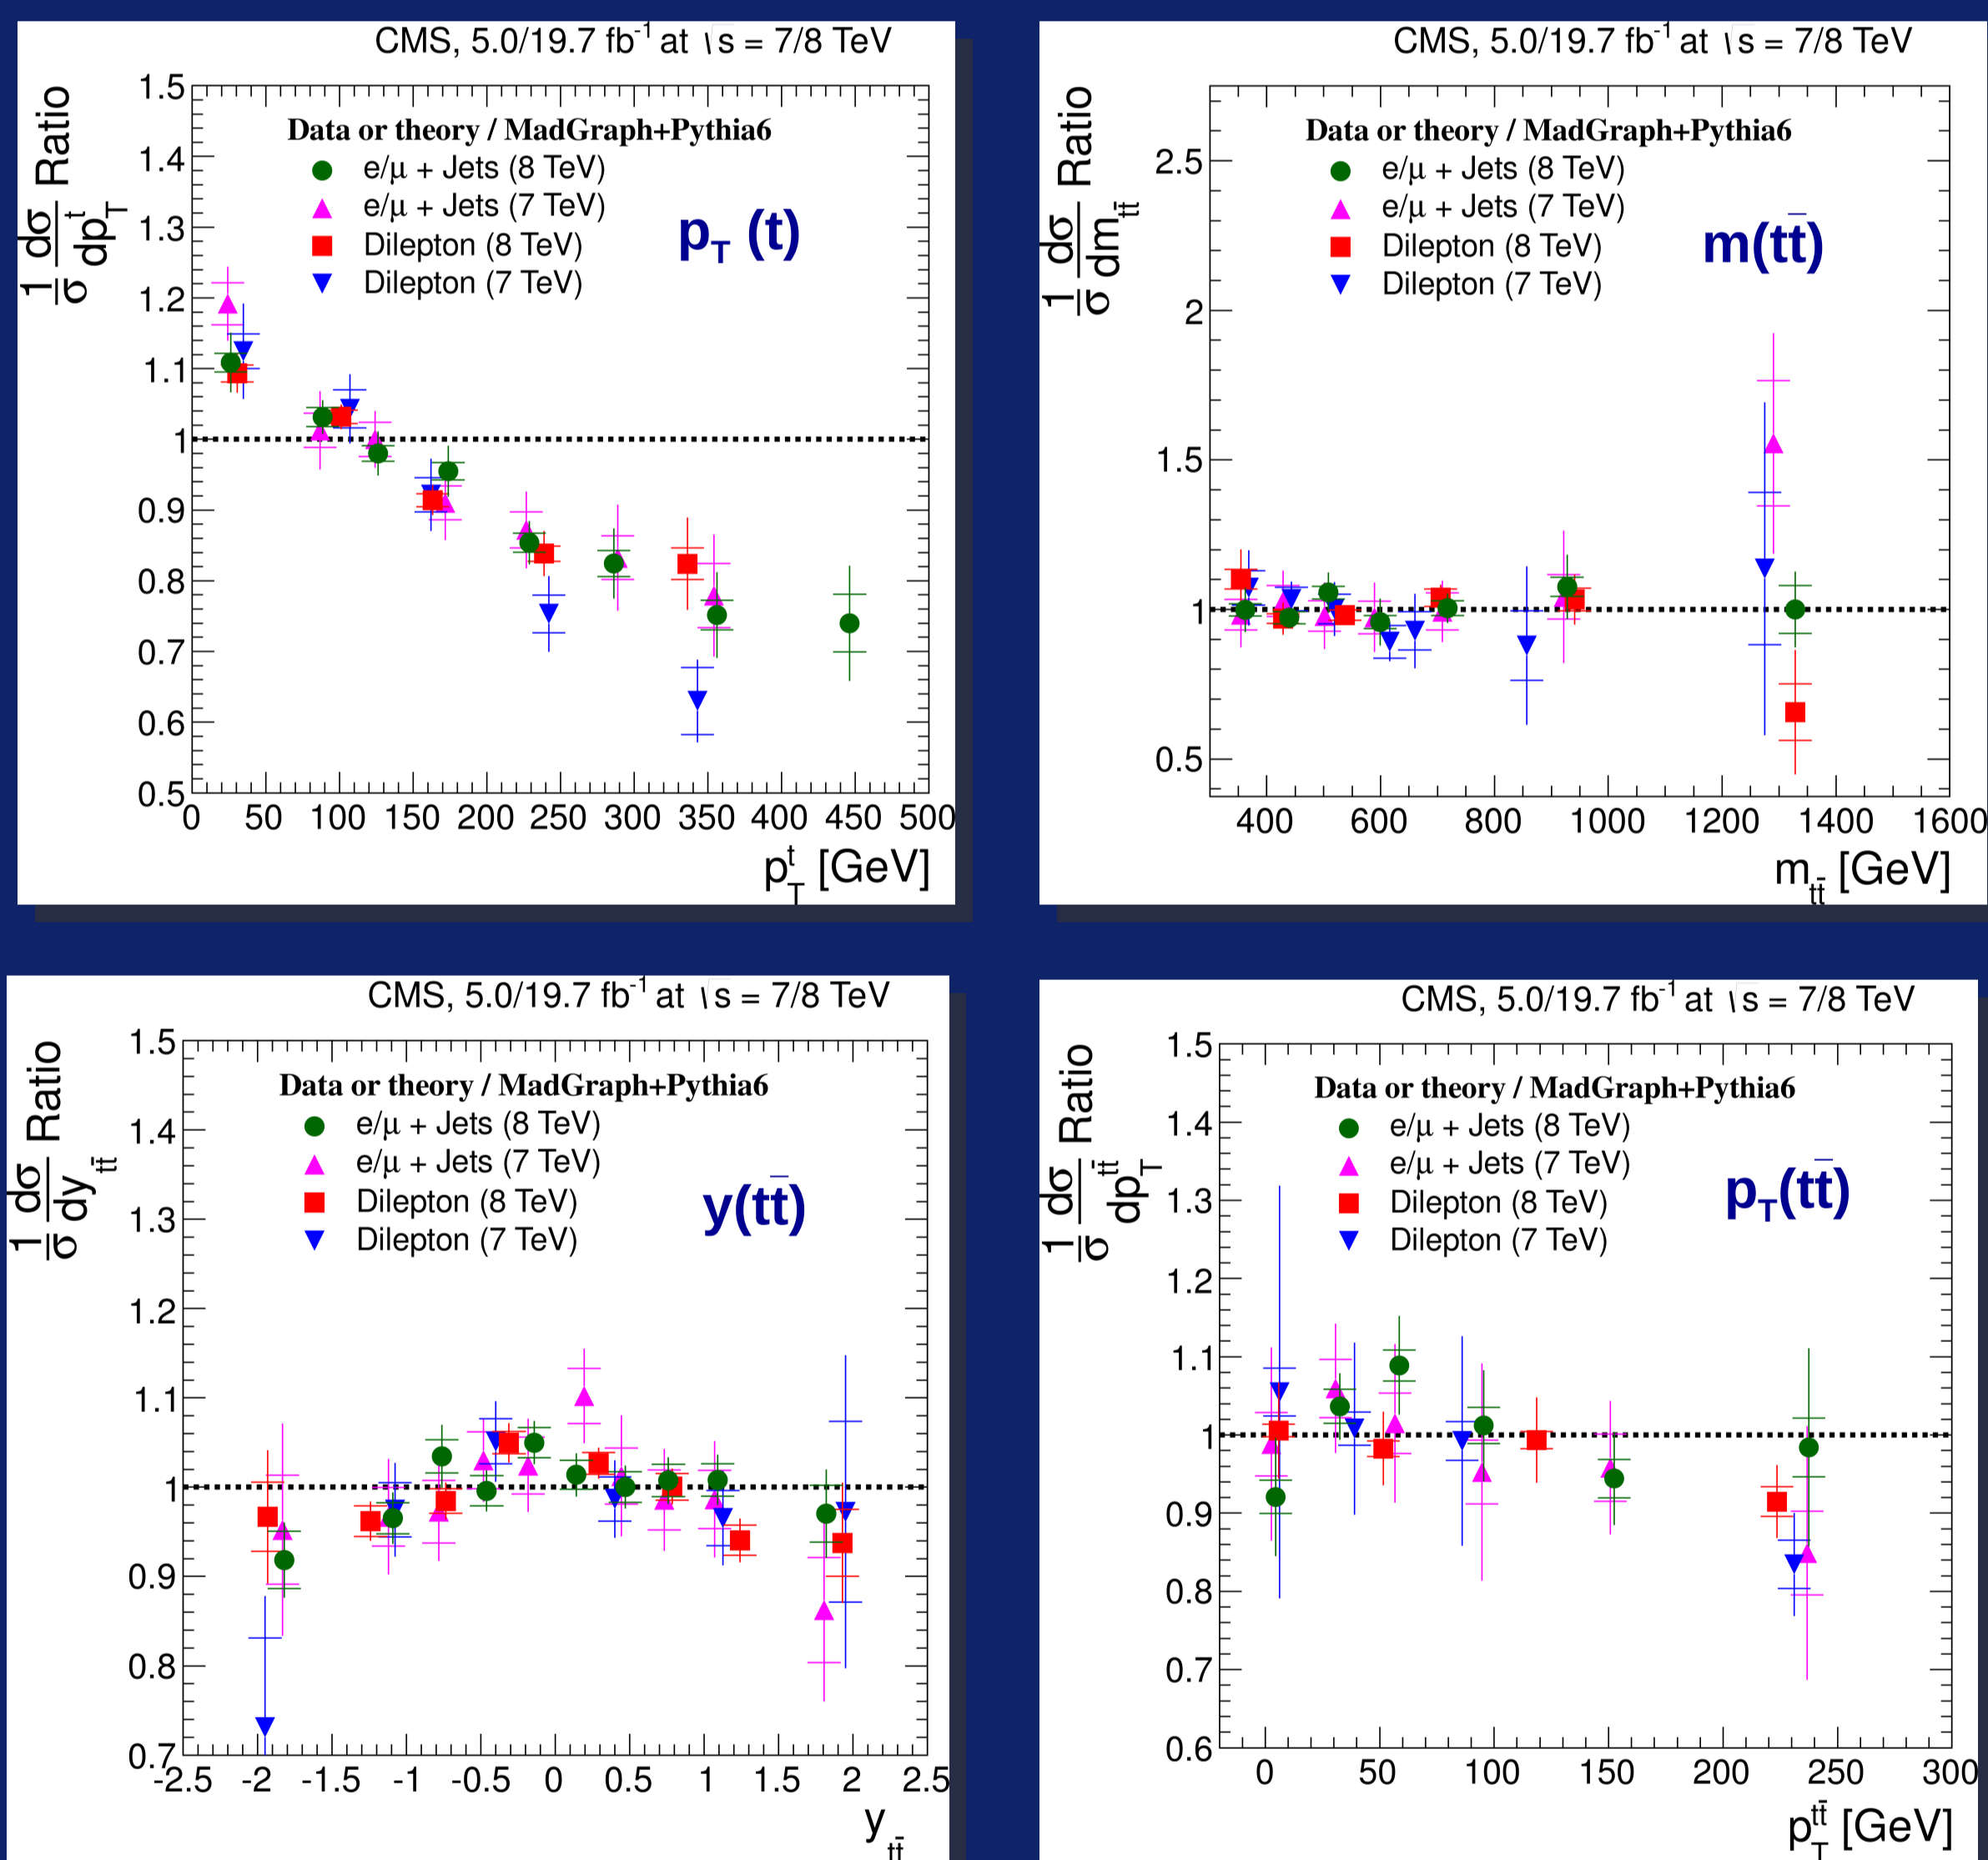 CMS, 5.0/19.7 fb⁻¹ at √s = 7/8 TeV
1/σ dσ/dp_T^t Ratio
Data or theory / MadGraph+Pythia6
e/μ + Jets (8 TeV)
e/μ + Jets (7 TeV)
Dilepton (8 TeV)
Dilepton (7 TeV)
p_T (t)
1.5
1.4
1.3
1.2
1.1
1
0.9
0.8
0.7
0.6
0.5
0 50 100 150 200 250 300 350 400 450 500
p_T^t [GeV]
CMS, 5.0/19.7 fb⁻¹ at √s = 7/8 TeV
1/σ dσ/dm_tt̄ Ratio
Data or theory / MadGraph+Pythia6
e/μ + Jets (8 TeV)
e/μ + Jets (7 TeV)
Dilepton (8 TeV)
Dilepton (7 TeV)
m(tt̄)
2.5
2
1.5
1
0.5
400 600 800 1000 1200 1400 1600
m_tt̄ [GeV]
CMS, 5.0/19.7 fb⁻¹ at √s = 7/8 TeV
1/σ dσ/dy_tt̄ Ratio
Data or theory / MadGraph+Pythia6
e/μ + Jets (8 TeV)
e/μ + Jets (7 TeV)
Dilepton (8 TeV)
Dilepton (7 TeV)
y(tt̄)
1.5
1.4
1.3
1.2
1.1
1
0.9
0.8
0.7
-2.5 -2 -1.5 -1 -0.5 0 0.5 1 1.5 2 2.5
y_tt̄
CMS, 5.0/19.7 fb⁻¹ at √s = 7/8 TeV
1/σ dσ/dp_T^tt̄ Ratio
Data or theory / MadGraph+Pythia6
e/μ + Jets (8 TeV)
e/μ + Jets (7 TeV)
Dilepton (8 TeV)
Dilepton (7 TeV)
p_T(tt̄)
1.5
1.4
1.3
1.2
1.1
1
0.9
0.8
0.7
0.6
0 50 100 150 200 250 300
p_T^tt̄ [GeV]